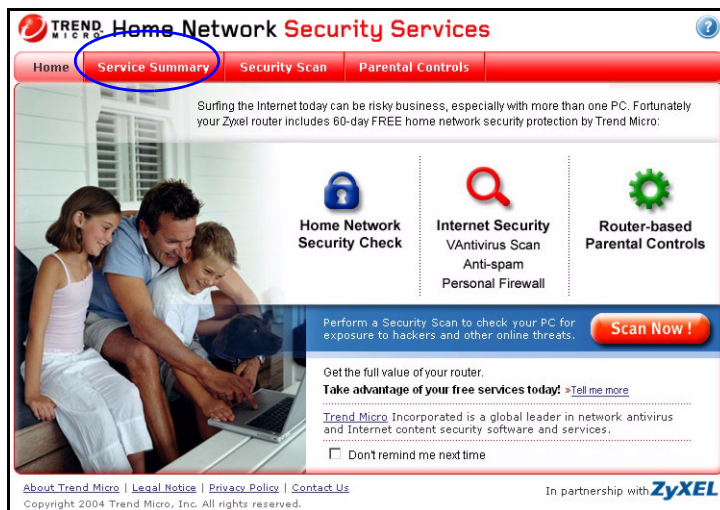 TREND MICRO Home Network Security Services
?
Home Service Summary Security Scan Parental Controls
Surfing the Internet today can be risky business, especially with more than one PC. Fortunately
your Zyxel router includes 60-day FREE home network security protection by Trend Micro:
Home Network
Security Check
Internet Security
VAntivirus Scan
Anti-spam
Personal Firewall
Router-based
Parental Controls
Perform a Security Scan to check your PC for
exposure to hackers and other online threats.
Scan Now !
Get the full value of your router.
Take advantage of your free services today! »Tell me more
Trend Micro Incorporated is a global leader in network antivirus
and Internet content security software and services.
Don't remind me next time
About Trend Micro | Legal Notice | Privacy Policy | Contact Us
Copyright 2004 Trend Micro, Inc. All rights reserved.
In partnership with ZyXEL